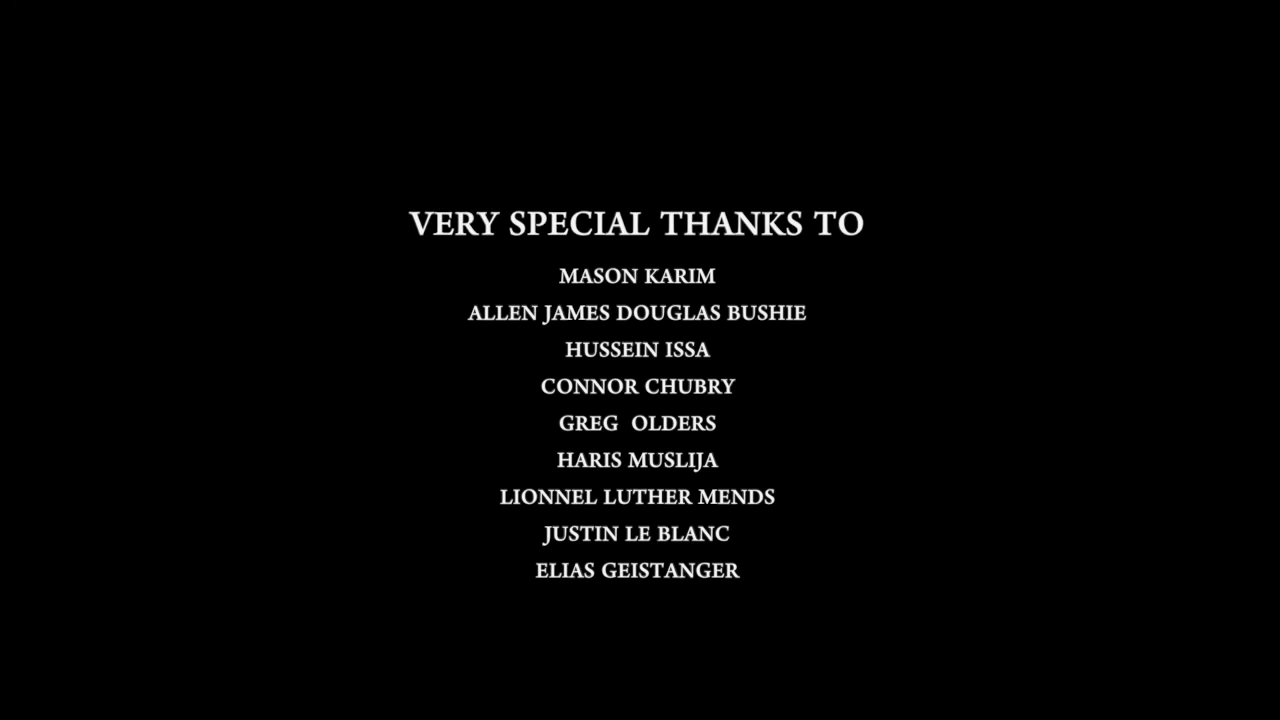 VERY SPECIAL THANKS TO
MASON KARIM
ALLEN JAMES DOUGLAS BUSHIE
HUSSEIN ISSA
CONNOR CHUBRY
GREG  OLDERS
HARIS MUSLIJA
LIONNEL LUTHER MENDS
JUSTIN LE BLANC
ELIAS GEISTANGER